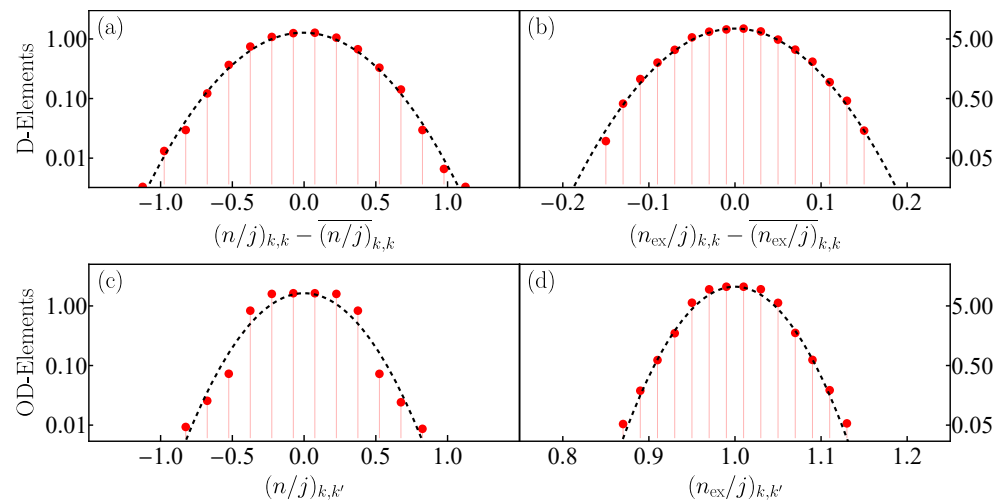 (a)
(b)
D-Elements
1.00
0.10
0.01
5.00
0.50
0.05
−1.0 −0.5 0.0 0.5 1.0
−0.2 −0.1 0.0 0.1 0.2
(n/j)k,k − (n/j)k,k
(nex/j)k,k − (nex/j)k,k
(c)
(d)
OD-Elements
1.00
0.10
0.01
5.00
0.50
0.05
−1.0 −0.5 0.0 0.5 1.0
0.8 0.9 1.0 1.1 1.2
(n/j)k,k′
(nex/j)k,k′